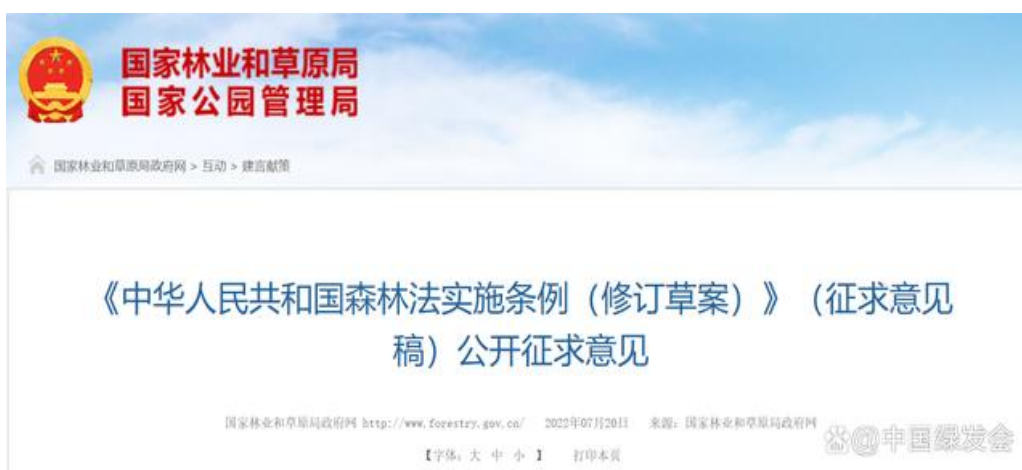 国家林业和草原局
国家公园管理局
国家林业和草原局政府网 > 互动 > 建言献策
《中华人民共和国森林法实施条例（修订草案）》（征求意见
稿）公开征求意见
国家林业和草原局政府网 http://www.forestry.gov.cn/ 2022年07月20日 来源：国家林业和草原局政府网
【字体：大 中 小 】 打印本页
@中国绿发会